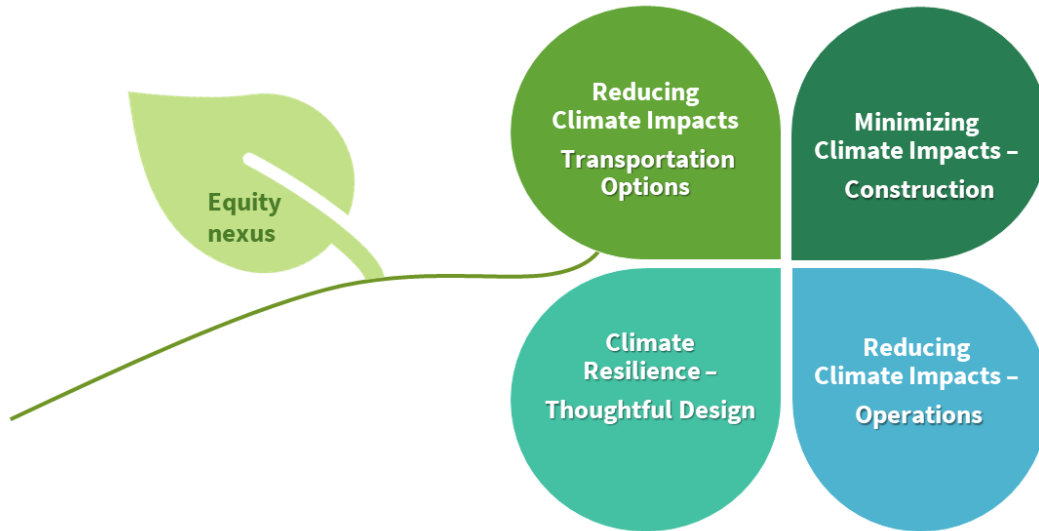 Equity
nexus
Reducing
Climate Impacts
Transportation
Options
Minimizing
Climate Impacts –
Construction
Climate
Resilience –
Thoughtful Design
Reducing
Climate Impacts –
Operations